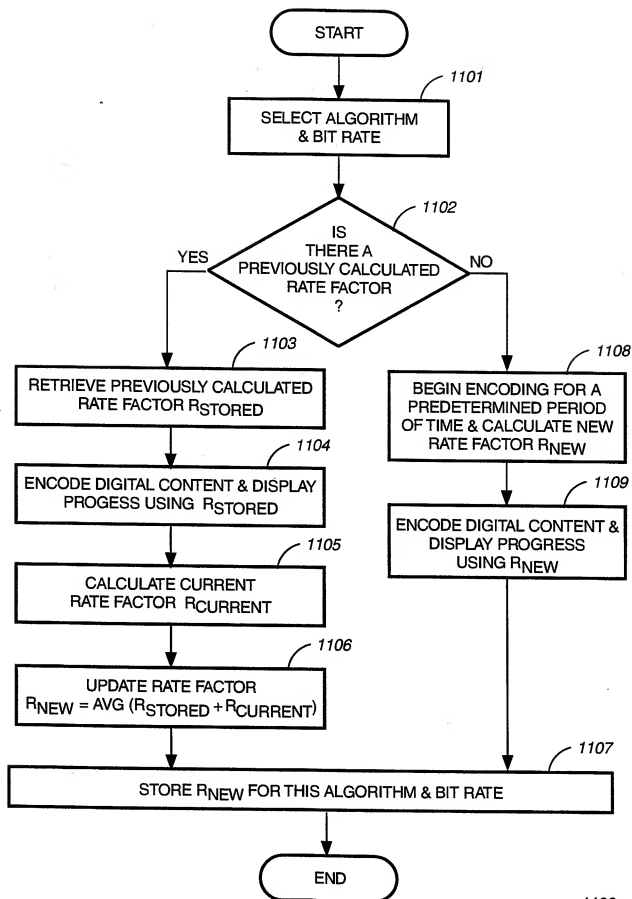 START
1101
SELECT ALGORITHM
& BIT RATE
1102
IS
THERE A
PREVIOUSLY CALCULATED
RATE FACTOR
?
YES
NO
1103
RETRIEVE PREVIOUSLY CALCULATED
RATE FACTOR RSTORED
1104
ENCODE DIGITAL CONTENT & DISPLAY
PROGESS USING RSTORED
1105
CALCULATE CURRENT
RATE FACTOR RCURRENT
1106
UPDATE RATE FACTOR
RNEW = AVG (RSTORED + RCURRENT)
1108
BEGIN ENCODING FOR A
PREDETERMINED PERIOD
OF TIME & CALCULATE NEW
RATE FACTOR RNEW
1109
ENCODE DIGITAL CONTENT &
DISPLAY PROGRESS
USING RNEW
1107
STORE RNEW FOR THIS ALGORITHM & BIT RATE
END